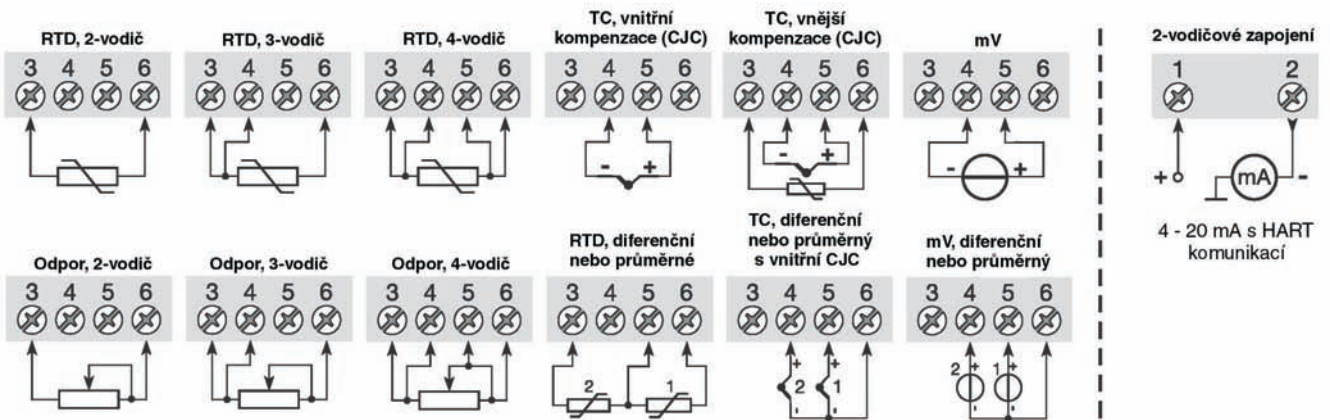 RTD, 2-vodič
3 4 5 6
RTD, 3-vodič
3 4 5 6
RTD, 4-vodič
3 4 5 6
TC, vnitřní
kompenzace (CJC)
3 4 5 6
- +
TC, vnější
kompenzace (CJC)
3 4 5 6
- +
mV
3 4 5 6
- +
2-vodičové zapojení
1 2
+ mA -
4 - 20 mA s HART
komunikací
Odpor, 2-vodič
3 4 5 6
Odpor, 3-vodič
3 4 5 6
Odpor, 4-vodič
3 4 5 6
RTD, diferenční
nebo průměrné
3 4 5 6
2 1
TC, diferenční
nebo průměrný
s vnitřní CJC
3 4 5 6
+ +
2 1
- -
mV, diferenční
nebo průměrný
3 4 5 6
2 + 1 +
- -